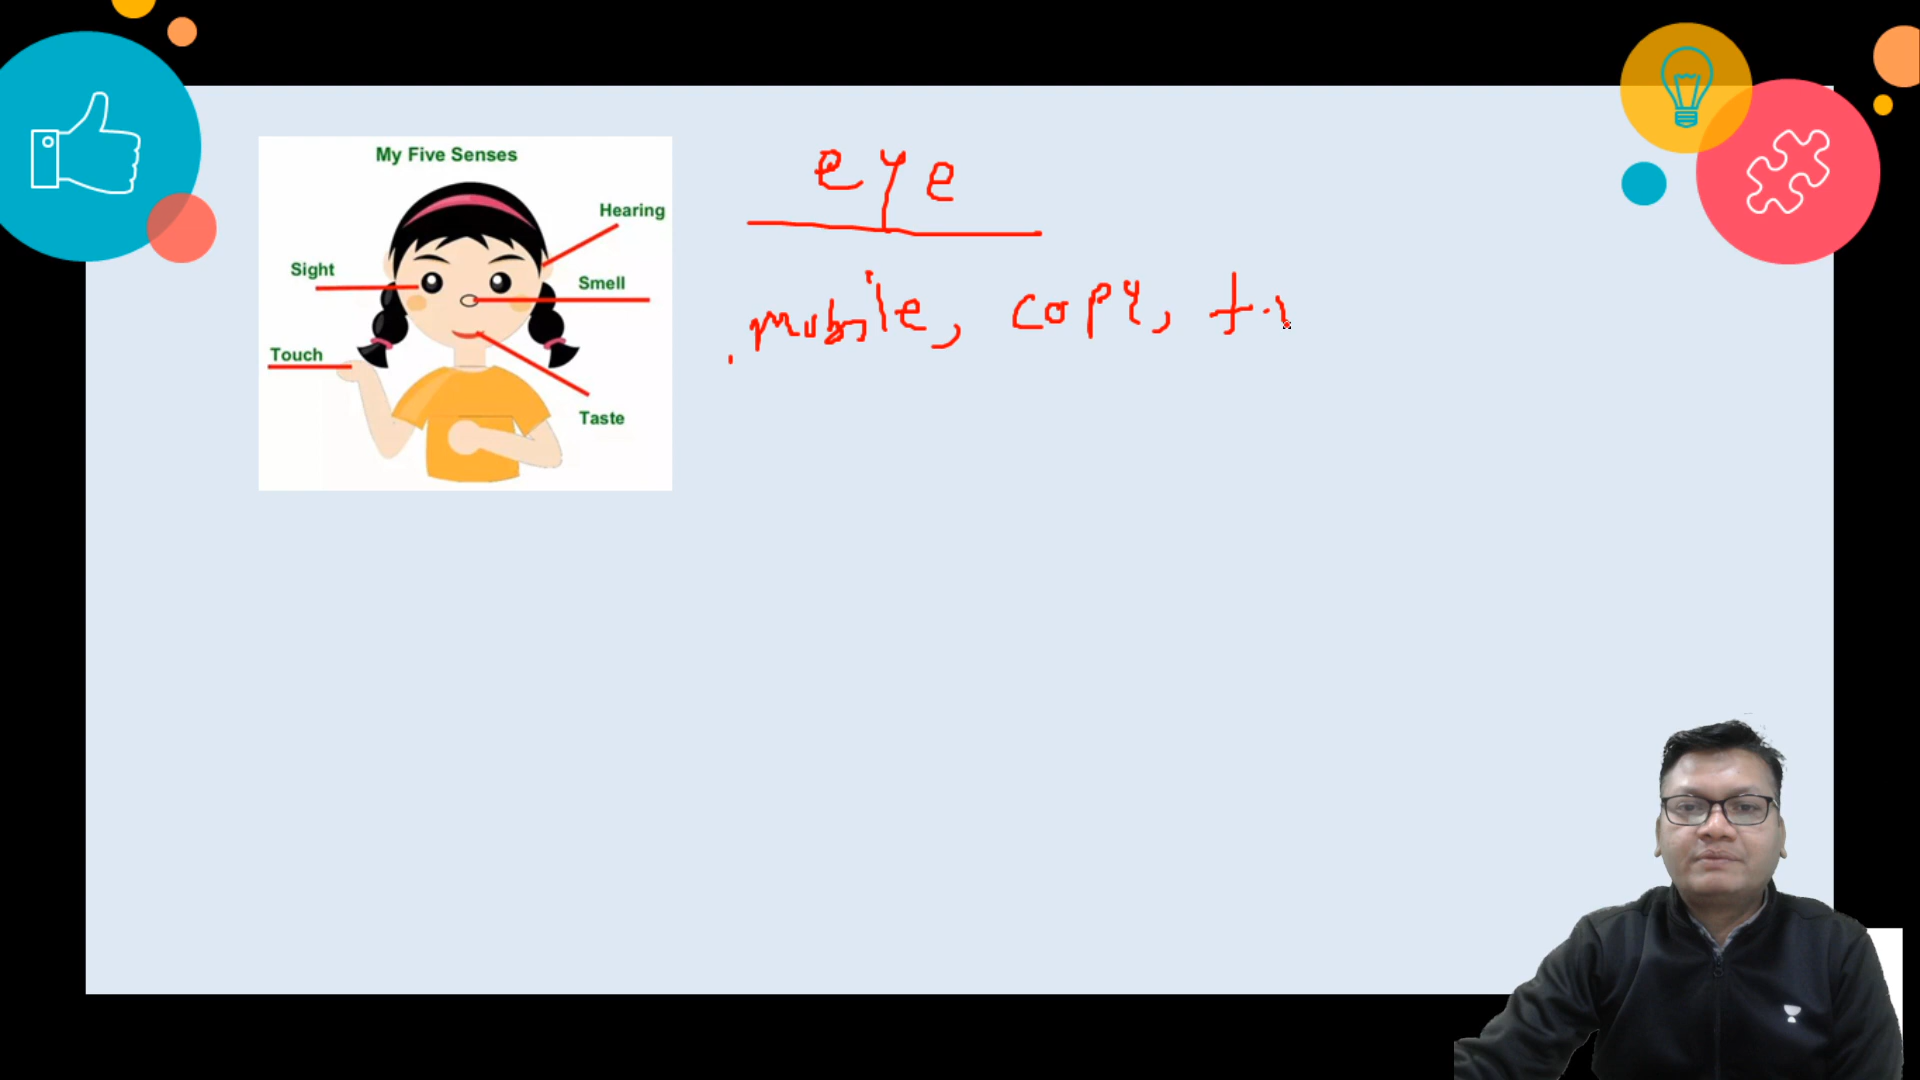 My Five Senses
Hearing
Sight
Smell
Touch
Taste
eye
mobile, copy, t.v